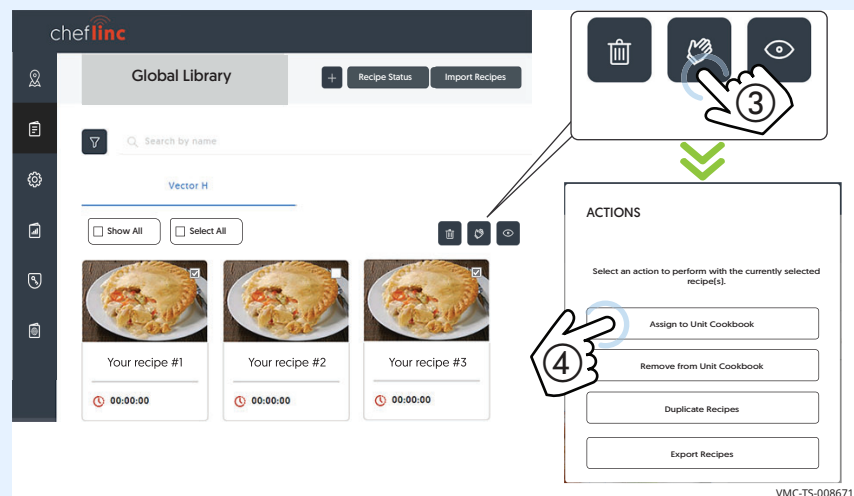 cheflinc
Global Library
+ Recipe Status Import Recipes
Search by name
Vector H
Show All Select All
Your recipe #1 Your recipe #2 Your recipe #3
00:00:00 00:00:00 00:00:00
3
ACTIONS
Select an action to perform with the currently selected
recipe[s].
Assign to Unit Cookbook
4
Remove from Unit Cookbook
Duplicate Recipes
Export Recipes
VMC-TS-008671